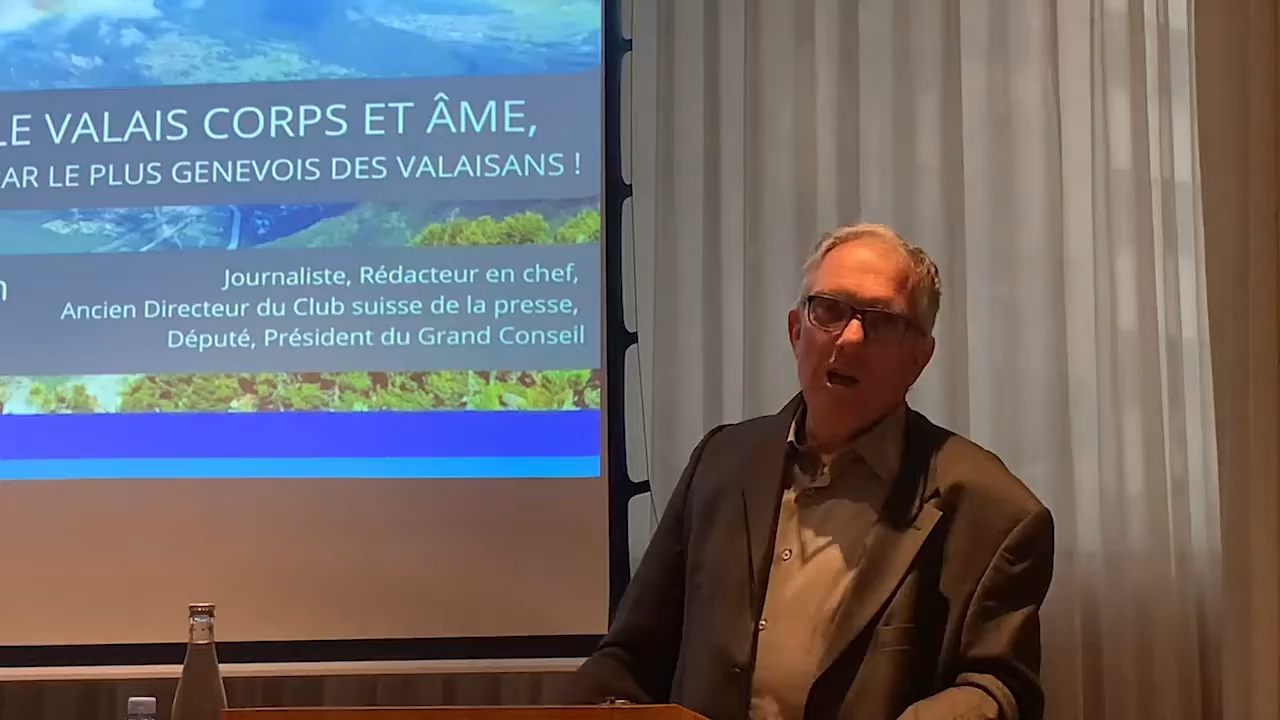 LE VALAIS CORPS ET ÂME,
PAR LE PLUS GENEVOIS DES VALAISANS !
Journaliste, Rédacteur en chef,
Ancien Directeur du Club suisse de la presse,
Député, Président du Grand Conseil